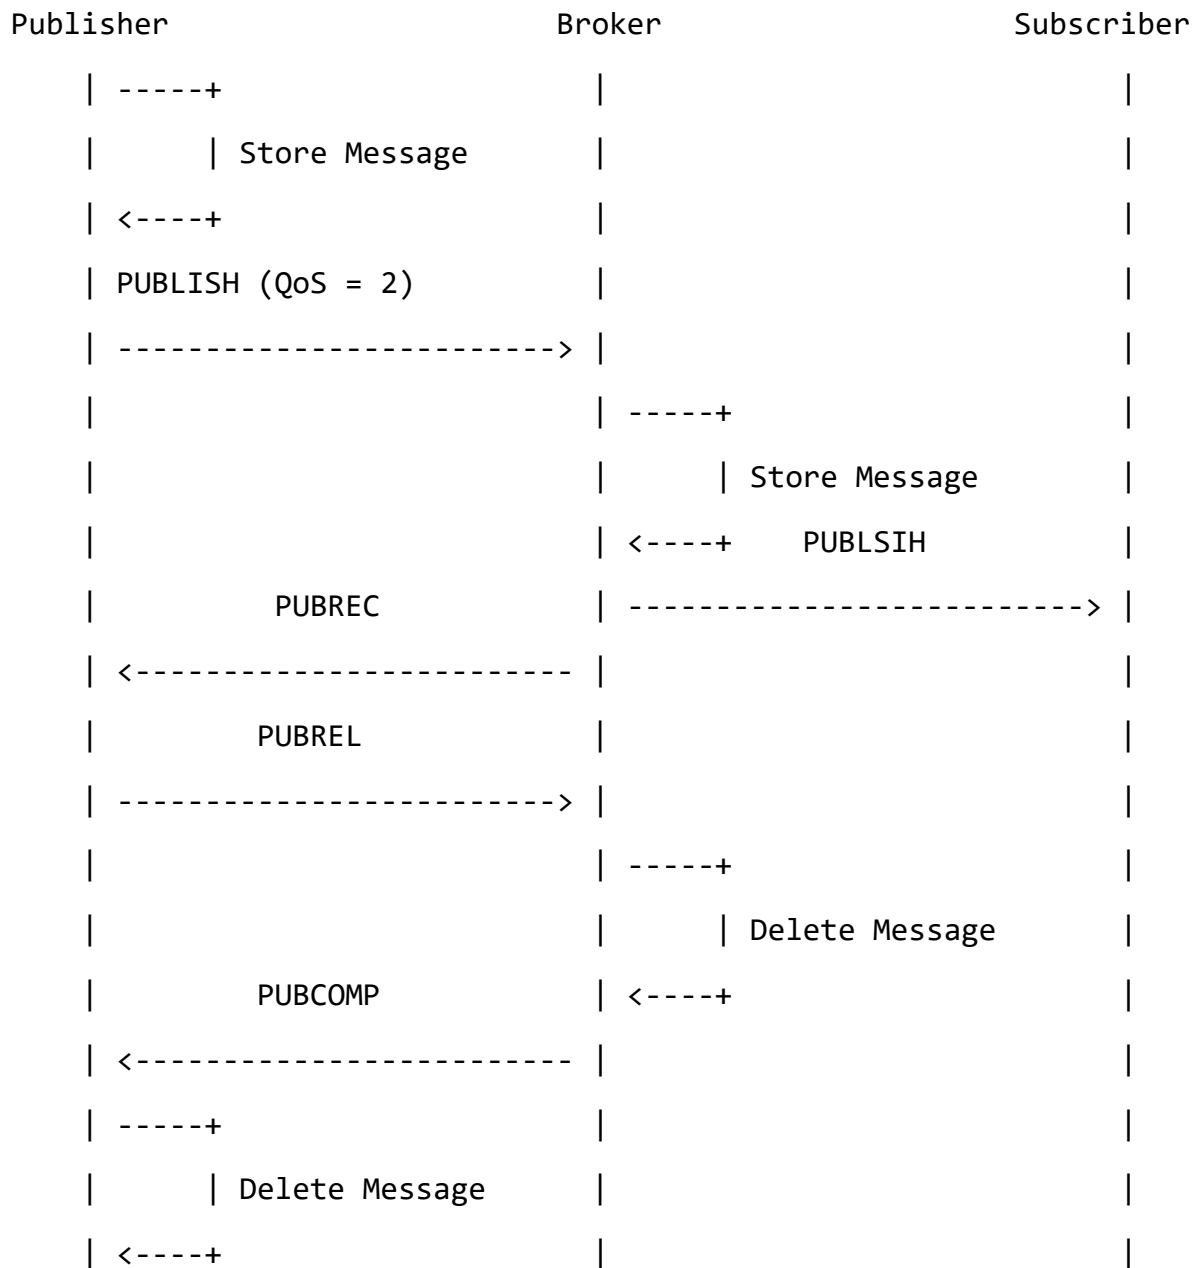 Publisher                      Broker                    Subscriber
    | -----+                     |                             |
    |      | Store Message       |                             |
    | <----+                     |                             |
    | PUBLISH (QoS = 2)          |                             |
    | -------------------------> |                             |
    |                            | -----+                      |
    |                            |      | Store Message        |
    |                            | <----+    PUBLSIH           |
    |          PUBREC            | --------------------------> |
    | <------------------------- |                             |
    |         PUBREL             |                             |
    | -------------------------> |                             |
    |                            | -----+                      |
    |                            |      | Delete Message       |
    |         PUBCOMP            | <----+                      |
    | <------------------------- |                             |
    | -----+                     |                             |
    |      | Delete Message      |                             |
    | <----+                     |                             |